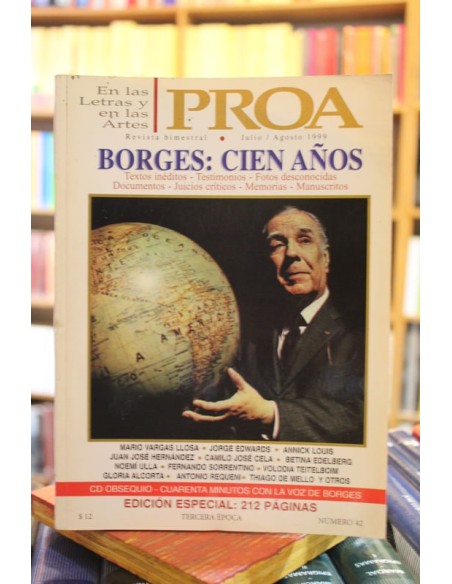 En las
Letras y
en las
Artes
PROA
Revista bimestral • Julio / Agosto 1999
BORGES: CIEN AÑOS
Textos inéditos - Testimonios - Fotos desconocidas
Documentos - Juicios críticos - Memorias - Manuscritos
MARIO VARGAS LLOSA • JORGE EDWARDS • ANNICK LOUIS
JUAN JOSÉ HERNÁNDEZ • CAMILO JOSÉ CELA • BETINA EDELBERG
NOEMÍ ULLA • FERNANDO SORRENTINO • VOLODIA TEITELBOIM
GLORIA ALCORTA • ANTONIO REQUENI • THIAGO DE MELLO Y OTROS
CD OBSEQUIO - CUARENTA MINUTOS CON LA VOZ DE BORGES
EDICIÓN ESPECIAL: 212 PÁGINAS
$ 12 TERCERA ÉPOCA NÚMERO 42